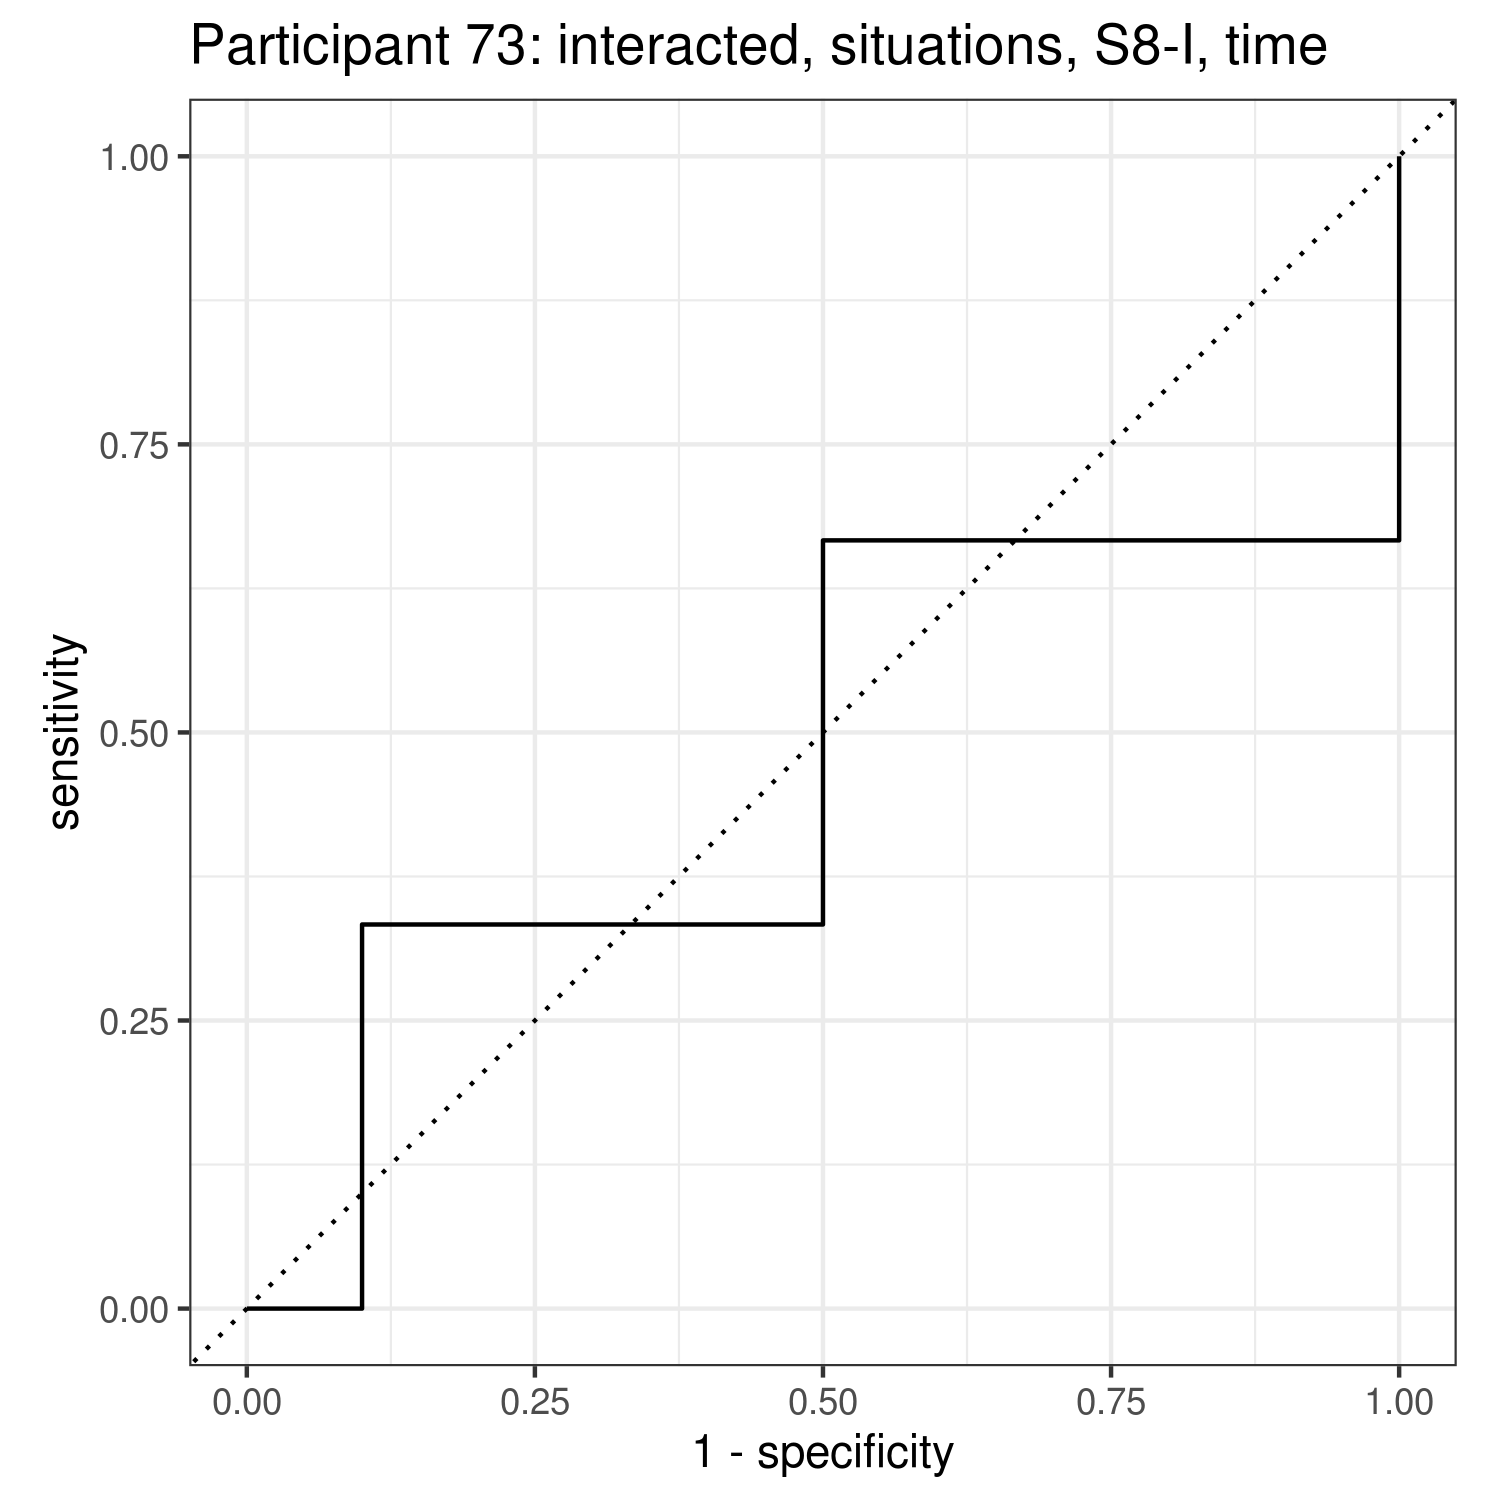 Participant 73: interacted, situations, S8-I, time
1.00
0.75
0.50
0.25
0.00
sensitivity
0.00 0.25 0.50 0.75 1.00
1 - specificity